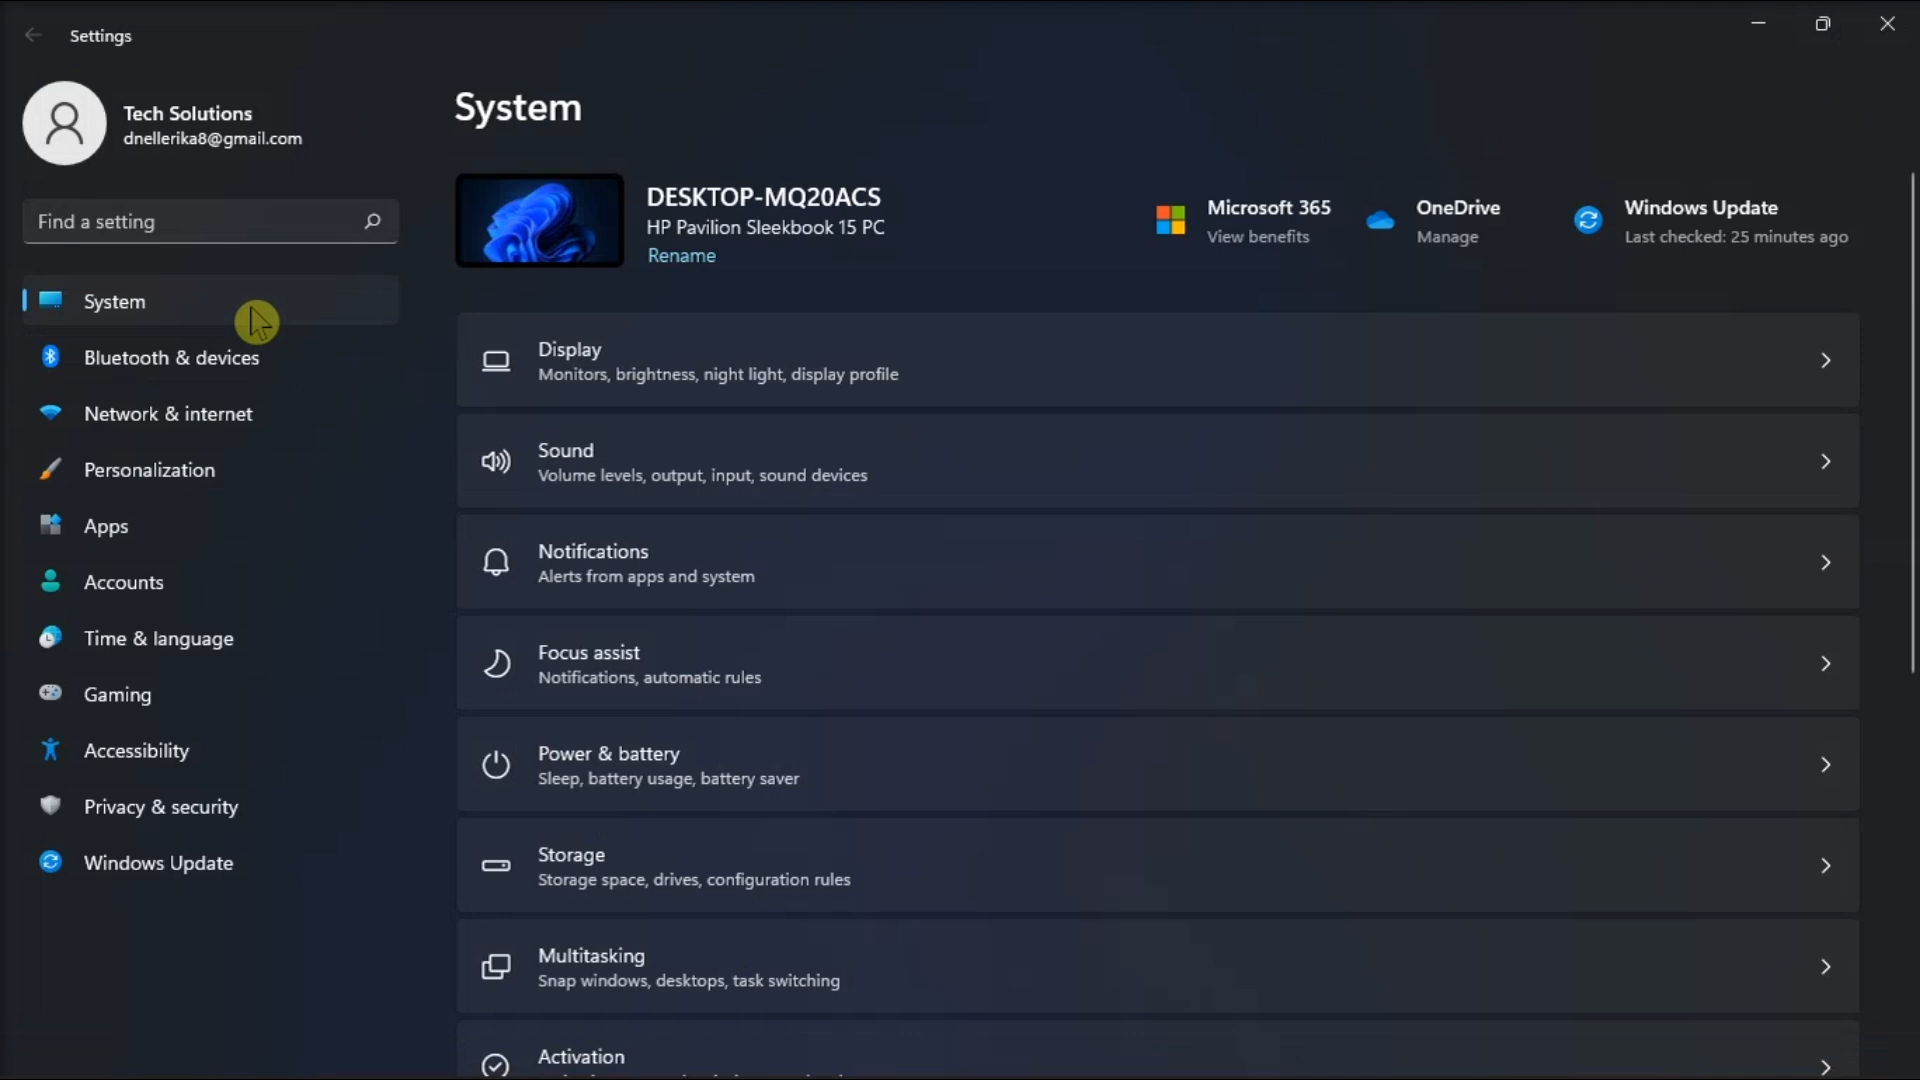 Settings
Tech Solutions
dnellerika8@gmail.com
Find a setting
System
Bluetooth & devices
Network & internet
Personalization
Apps
Accounts
Time & language
Gaming
Accessibility
Privacy & security
Windows Update
System
DESKTOP-MQ20ACS
HP Pavilion Sleekbook 15 PC
Rename
Microsoft 365
View benefits
OneDrive
Manage
Windows Update
Last checked: 25 minutes ago
Display
Monitors, brightness, night light, display profile
Sound
Volume levels, output, input, sound devices
Notifications
Alerts from apps and system
Focus assist
Notifications, automatic rules
Power & battery
Sleep, battery usage, battery saver
Storage
Storage space, drives, configuration rules
Multitasking
Snap windows, desktops, task switching
Activation